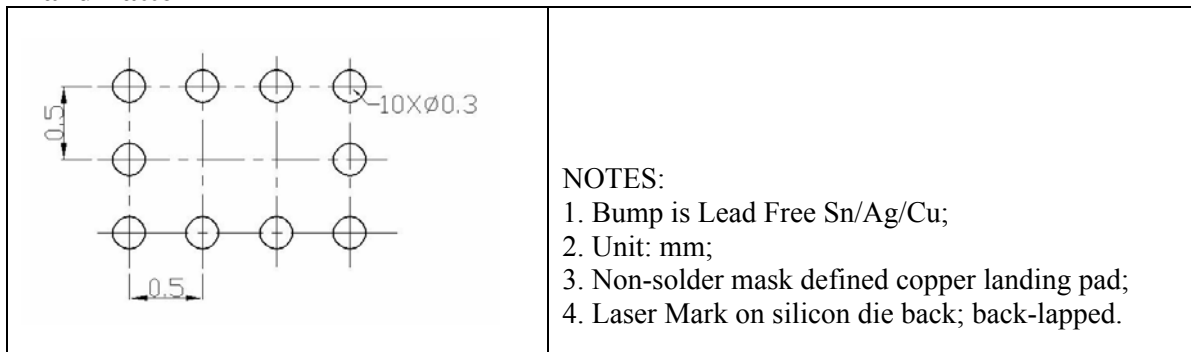 10XØ0.3
0.5
0.5
NOTES:
1. Bump is Lead Free Sn/Ag/Cu;
2. Unit: mm;
3. Non-solder mask defined copper landing pad;
4. Laser Mark on silicon die back; back-lapped.